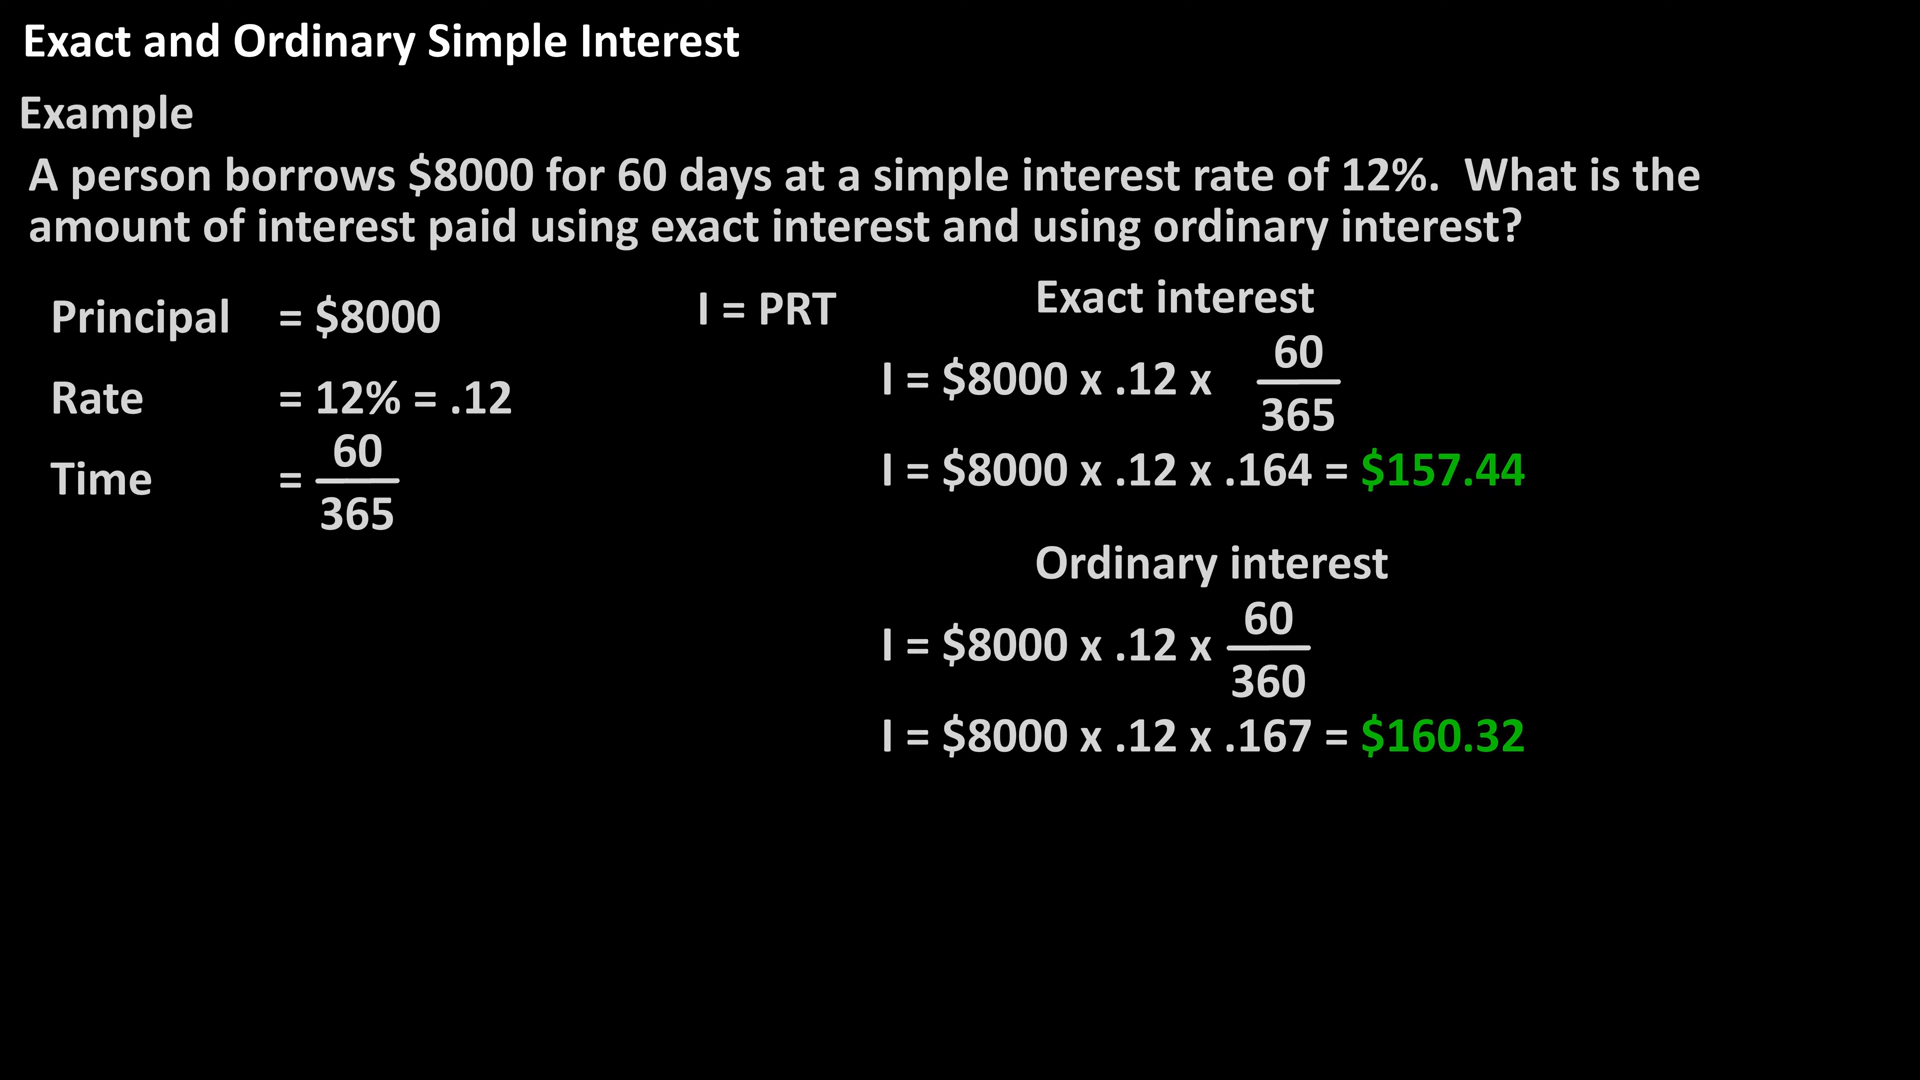 Exact and Ordinary Simple Interest
Example
A person borrows $8000 for 60 days at a simple interest rate of 12%.  What is the
amount of interest paid using exact interest and using ordinary interest?
Principal = $8000
Rate = 12% = .12
Time = 60
365
I = PRT
Exact interest
I = $8000 x .12 x 60
365
I = $8000 x .12 x .164 = $157.44
Ordinary interest
I = $8000 x .12 x 60
360
I = $8000 x .12 x .167 = $160.32